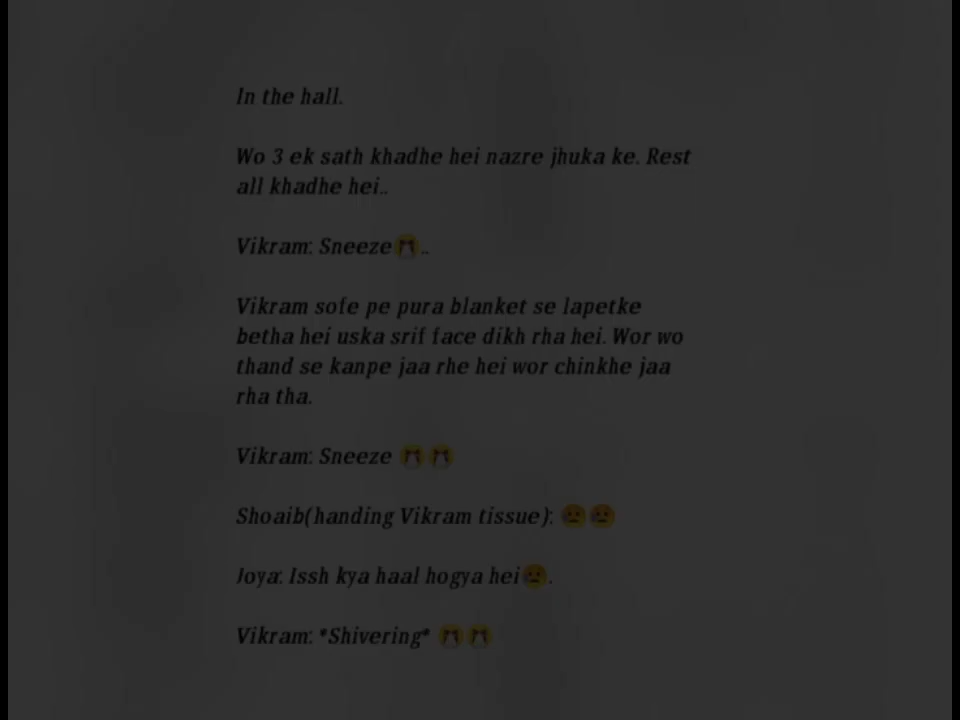 In the hall.
Wo 3 ek sath khadhe hei nazre jhuka ke. Rest
all khadhe hei..
Vikram: Sneeze🤧..
Vikram sofe pe pura blanket se lapetke
betha hei uska srif face dikh rha hei. Wor wo
thand se kanpe jaa rhe hei wor chinkhe jaa
rha tha.
Vikram: Sneeze 🤧🤧
Shoaib(handing Vikram tissue): 😥😥
Joya: Issh kya haal hogya hei😥.
Vikram: *Shivering* 🤧🤧